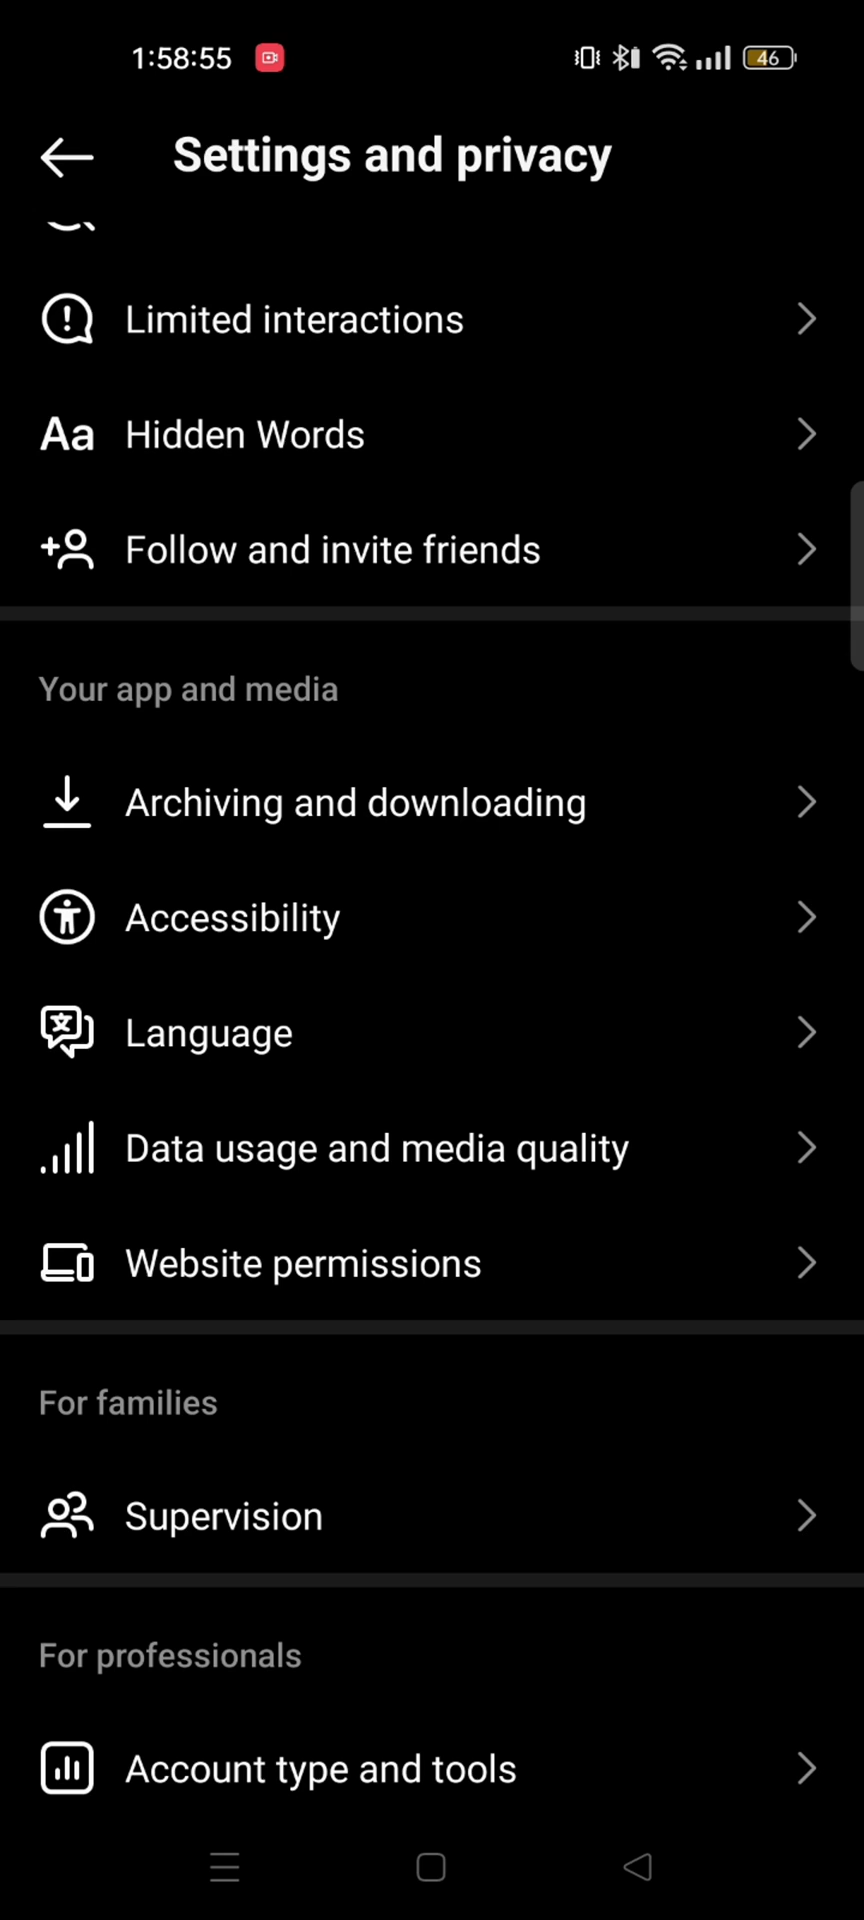 1:58:55
46
Settings and privacy
Limited interactions
Aa Hidden Words
Follow and invite friends
Your app and media
Archiving and downloading
Accessibility
文 Language
Data usage and media quality
Website permissions
For families
Supervision
For professionals
Account type and tools